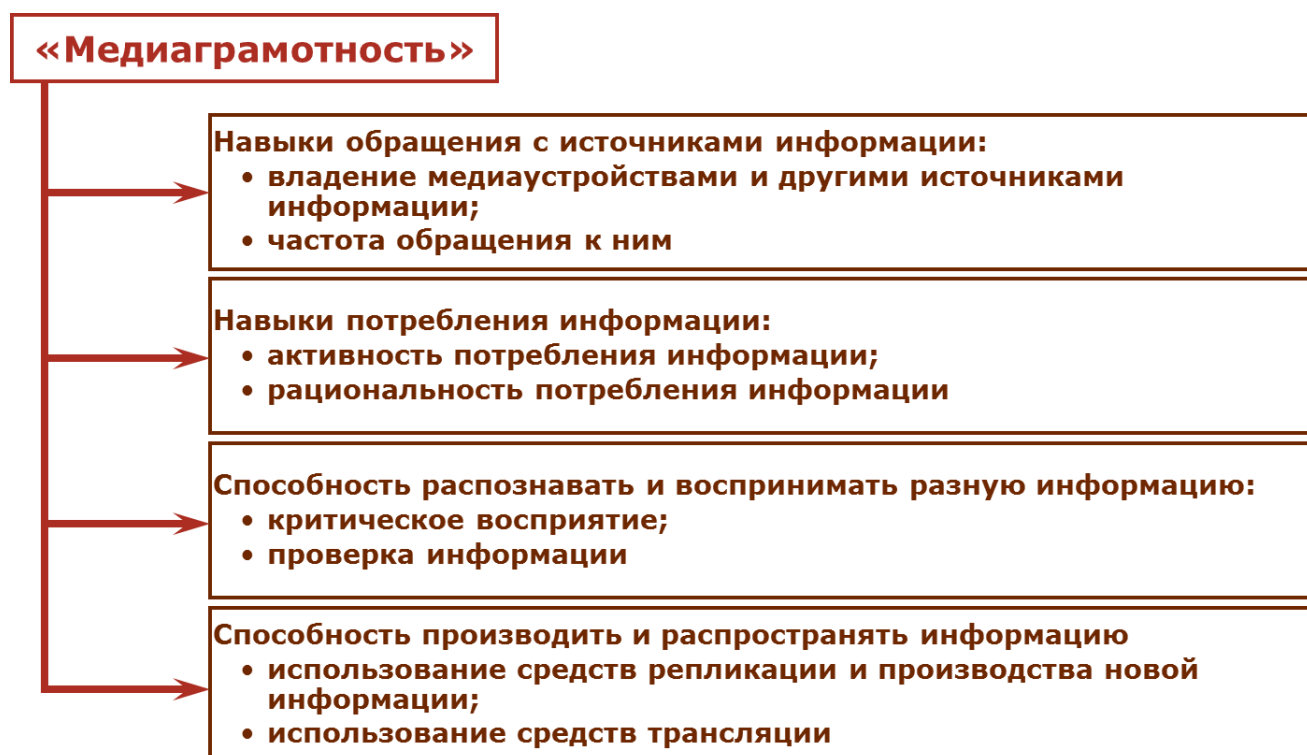 «Медиаграмотность»
Навыки обращения с источниками информации:
• владение медиаустройствами и другими источниками
информации;
• частота обращения к ним
Навыки потребления информации:
• активность потребления информации;
• рациональность потребления информации
Способность распознавать и воспринимать разную информацию:
• критическое восприятие;
• проверка информации
Способность производить и распространять информацию
• использование средств репликации и производства новой
информации;
• использование средств трансляции